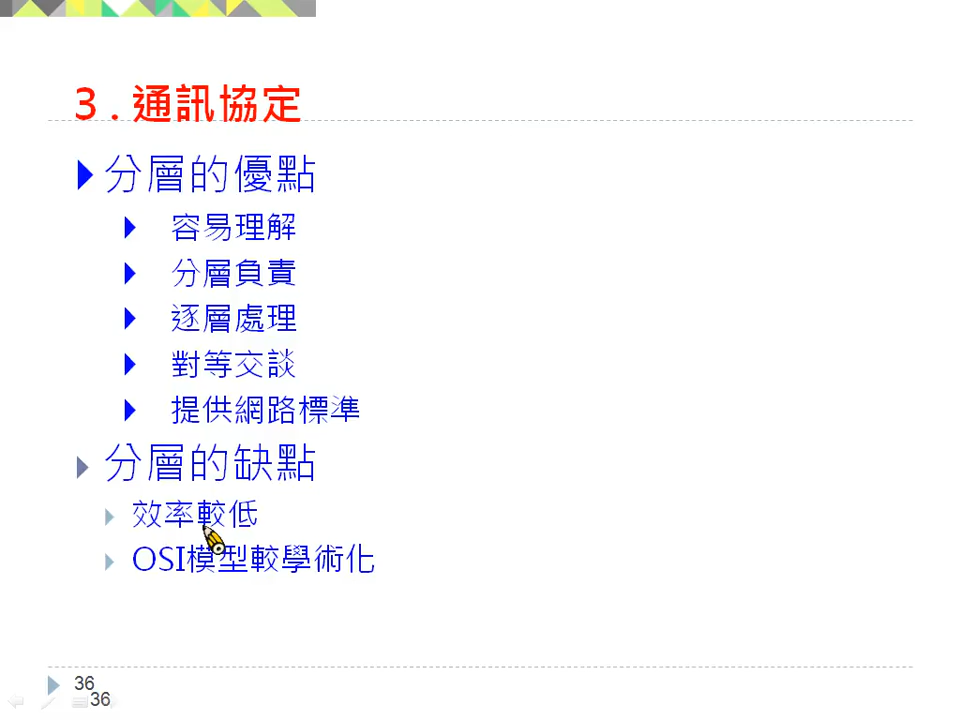 3 . 通訊協定
分層的優點
容易理解
分層負責
逐層處理
對等交談
提供網路標準
分層的缺點
效率較低
OSI模型較學術化
36
36